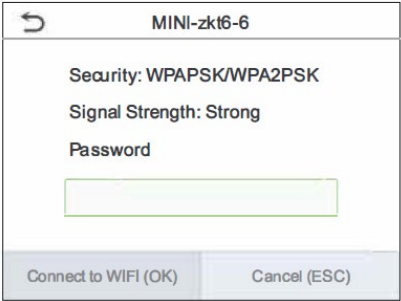 MINI-zkt6-6
Security: WPAPSK/WPA2PSK
Signal Strength: Strong
Password
Connect to WIFI (OK)
Cancel (ESC)